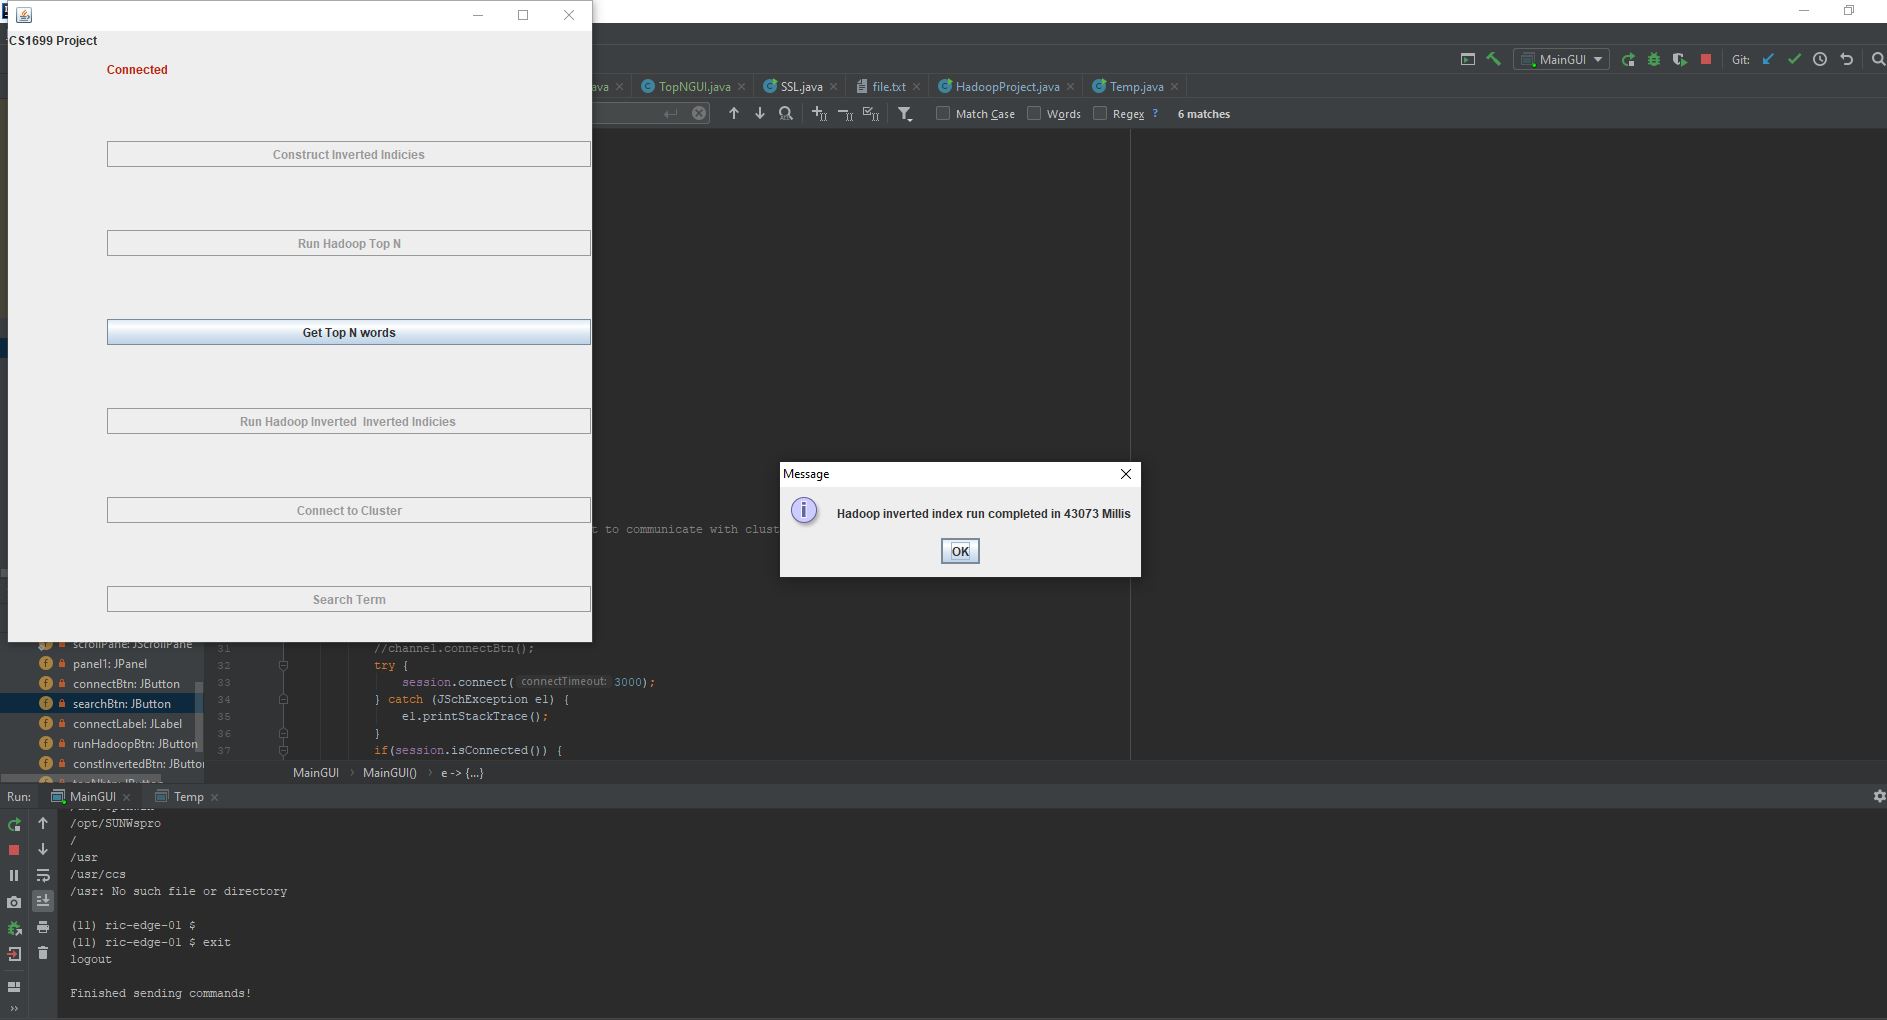 CS1699 Project
Connected
Construct Inverted Indicies
Run Hadoop Top N
Get Top N words
Run Hadoop Inverted  Inverted Indicies
Connect to Cluster
Search Term
MainGUI
Git:
ava
TopNGUI.java
SSL.java
file.txt
HadoopProject.java
Temp.java
Match Case
Words
Regex
?
6 matches
Message
Hadoop inverted index run completed in 43073 Millis
OK
t to communicate with clust
scrollPane: JScrollPane
panel1: JPanel
connectBtn: JButton
searchBtn: JButton
connectLabel: JLabel
runHadoopBtn: JButton
constInvertedBtn: JButton
31 //channel.connectBtn();
32 try {
33 session.connect( connectTimeout: 3000);
34 } catch (JSchException e1) {
35 e1.printStackTrace();
36 }
37 if(session.isConnected()) {
MainGUI > MainGUI() > e -> {...}
Run: MainGUI Temp
/opt/SUNWspro
/
/usr
/usr/ccs
/usr: No such file or directory
(11) ric-edge-01 $
(11) ric-edge-01 $ exit
logout
Finished sending commands!